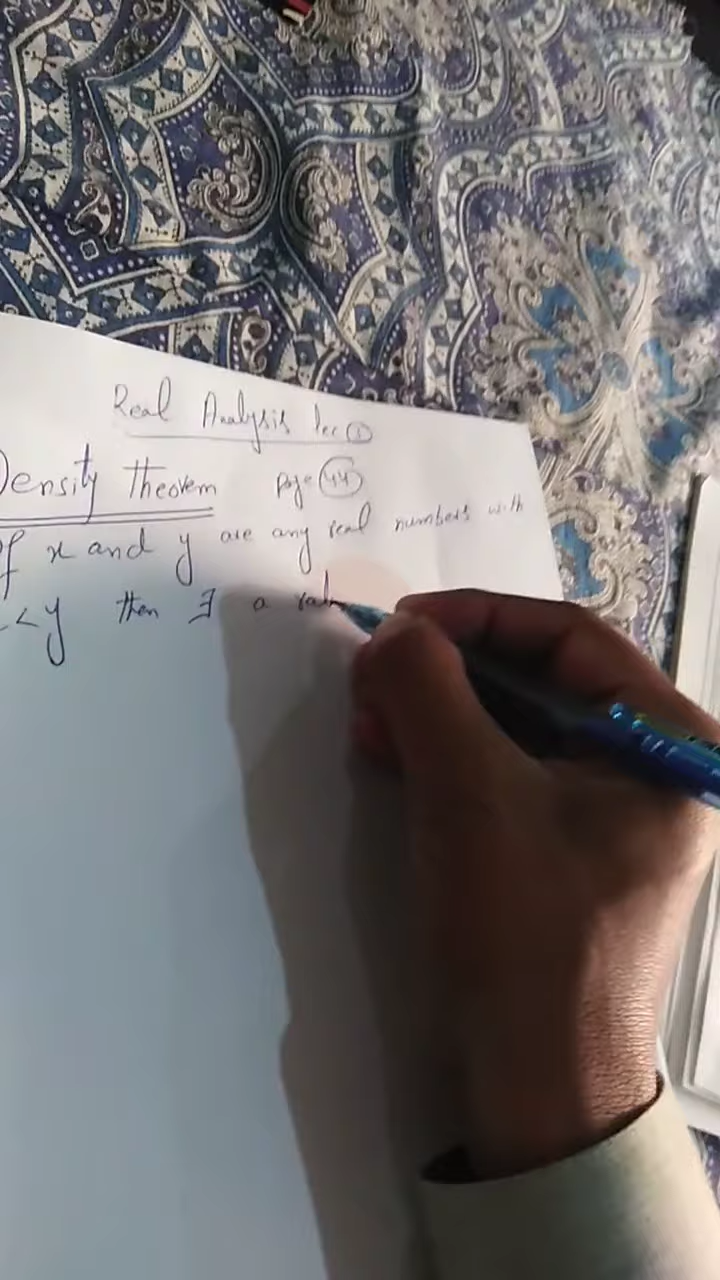 Real Analysis lec ①
Density theorem page 44
If x and y are any real numbers with
<y then ∃ a